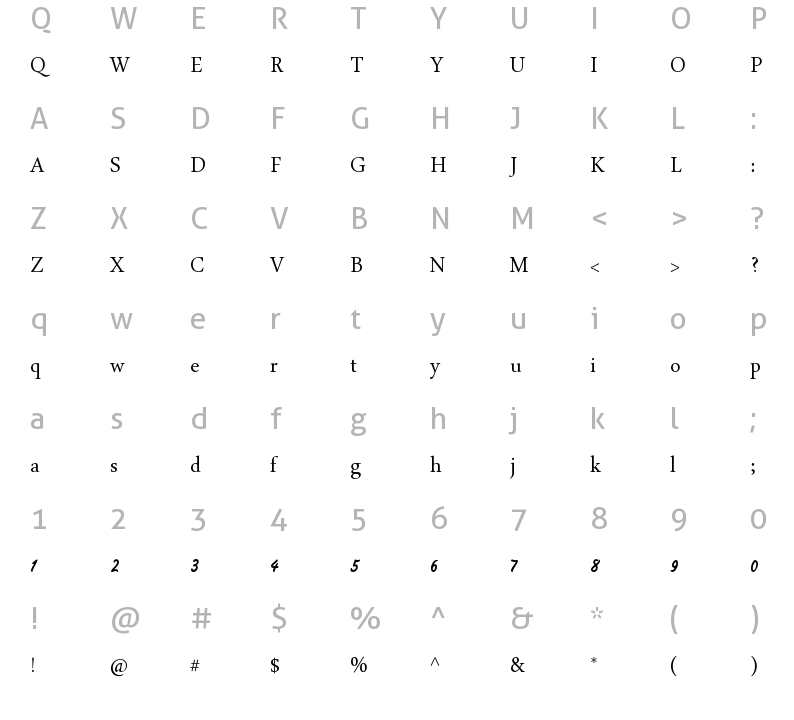 Q W E R T Y U I O P
Q W E R T Y U I O P
A S D F G H J K L :
A S D F G H J K L :
Z X C V B N M < > ?
Z X C V B N M < > ?
q w e r t y u i o p
q w e r t y u i o p
a s d f g h j k l ;
a s d f g h j k l ;
1 2 3 4 5 6 7 8 9 0
1 2 3 4 5 6 7 8 9 0
! @ # $ % ^ & * ( )
! @ # $ % ^ & * ( )